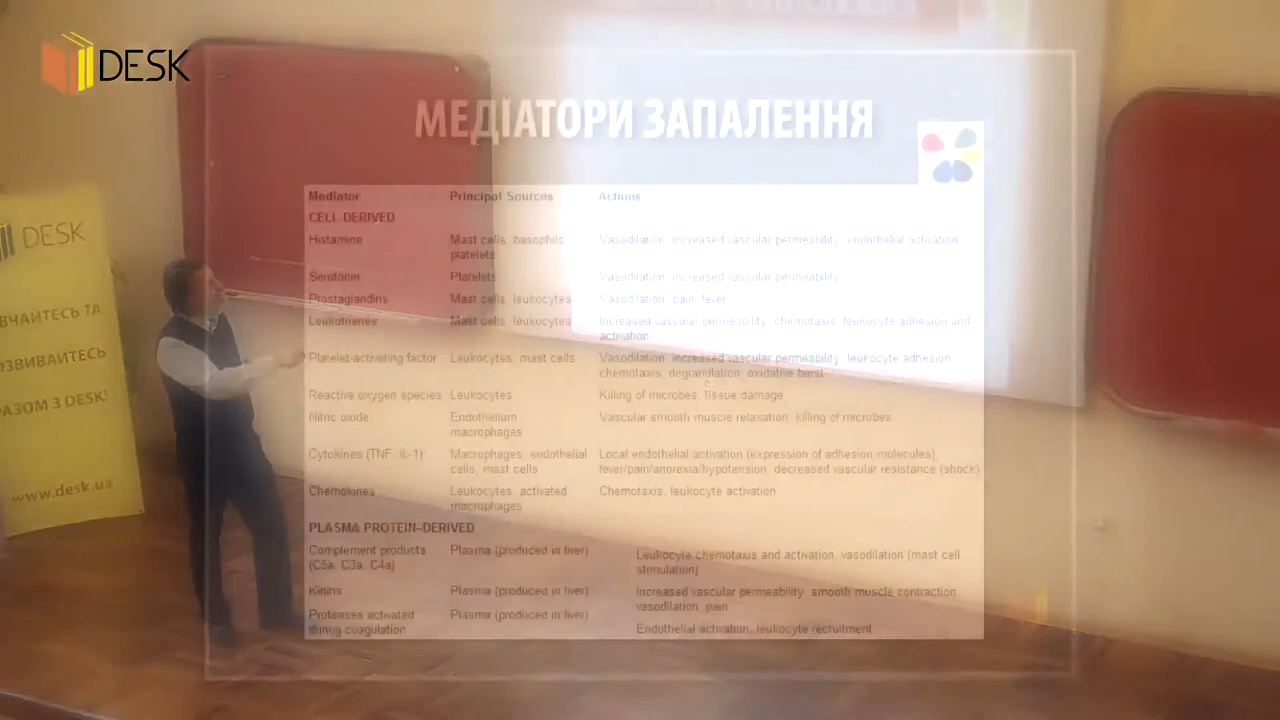 DESK
МЕДІАТОРИ ЗАПАЛЕННЯ
Mediator Principal Sources Actions
CELL-DERIVED
Histamine Mast cells, basophils, Vasodilation, increased vascular permeability, endothelial activation
platelets
Serotonin Platelets Vasodilation, increased vascular permeability
Prostaglandins Mast cells, leukocytes Vasodilation, pain, fever
Leukotrienes Mast cells, leukocytes Increased vascular permeability, chemotaxis, leukocyte adhesion and
activation
Platelet-activating factor Leukocytes, mast cells Vasodilation, increased vascular permeability, leukocyte adhesion,
chemotaxis, degranulation, oxidative burst
Reactive oxygen species Leukocytes Killing of microbes, tissue damage
Nitric oxide Endothelium, Vascular smooth muscle relaxation, killing of microbes
macrophages
Cytokines (TNF, IL-1) Macrophages, endothelial Local endothelial activation (expression of adhesion molecules),
cells, mast cells fever/pain/anorexia/hypotension, decreased vascular resistance (shock)
Chemokines Leukocytes, activated Chemotaxis, leukocyte activation
macrophages
PLASMA PROTEIN-DERIVED
Complement products Plasma (produced in liver) Leukocyte chemotaxis and activation, vasodilation (mast cell
(C5a, C3a, C4a) stimulation)
Kinins Plasma (produced in liver) Increased vascular permeability, smooth muscle contraction,
vasodilation, pain
Proteases activated Plasma (produced in liver) Endothelial activation, leukocyte recruitment
during coagulation
DESK
ВЧАЙТЕСЬ ТА
ОЗВИВАЙТЕСЬ
РАЗОМ З DESK!
www.desk.ua